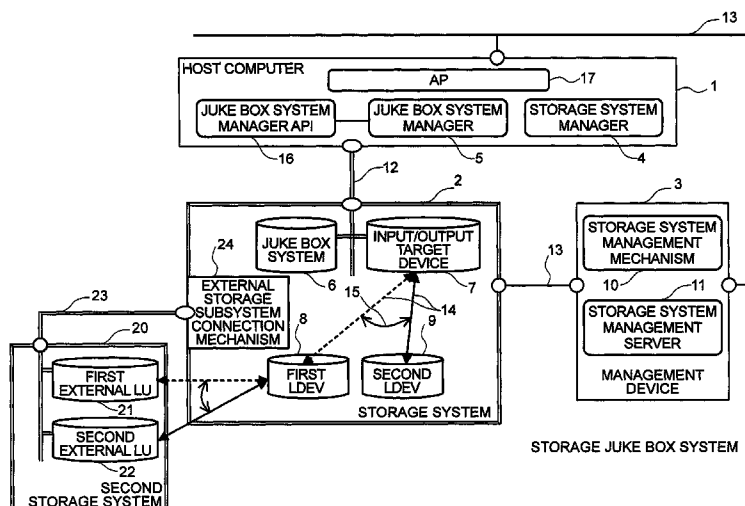 13
HOST COMPUTER
AP
17
1
JUKE BOX SYSTEM
MANAGER API
JUKE BOX SYSTEM
MANAGER
STORAGE SYSTEM
MANAGER
16
5
4
12
2
3
24
JUKE BOX
SYSTEM
INPUT/OUTPUT
TARGET
DEVICE
6
7
STORAGE SYSTEM
MANAGEMENT
MECHANISM
10
13
11
STORAGE SYSTEM
MANAGEMENT
SERVER
MANAGEMENT
DEVICE
EXTERNAL
STORAGE
SUBSYSTEM
CONNECTION
MECHANISM
23
15
14
8
9
20
FIRST
LDEV
SECOND
LDEV
STORAGE SYSTEM
FIRST
EXTERNAL LU
21
SECOND
EXTERNAL LU
22
SECOND
STORAGE SYSTEM
STORAGE JUKE BOX SYSTEM